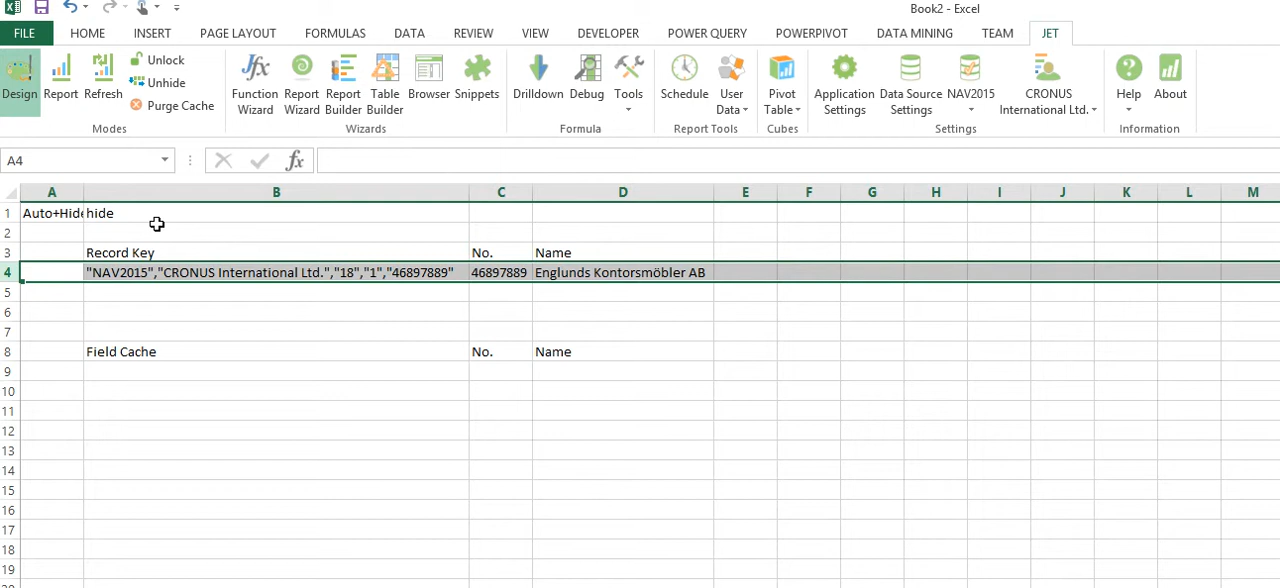 Book2 - Excel
FILE HOME INSERT PAGE LAYOUT FORMULAS DATA REVIEW VIEW DEVELOPER POWER QUERY POWERPIVOT DATA MINING TEAM JET
Design Report Refresh Unlock Unhide Purge Cache
Function Wizard Report Wizard Report Builder Table Builder Browser Snippets
Drilldown Debug Tools Schedule User Data Pivot Table
Application Settings Data Source Settings NAV2015 CRONUS International Ltd. Help About
Modes Wizards Formula Report Tools Cubes Settings Information
A4 fx
A B C D E F G H I J K L M
1 Auto+Hide hide
2
3 Record Key No. Name
4 "NAV2015","CRONUS International Ltd.","18","1","46897889" 46897889 Englunds Kontorsmöbler AB
5
6
7
8 Field Cache No. Name
9
10
11
12
13
14
15
16
17
18
19